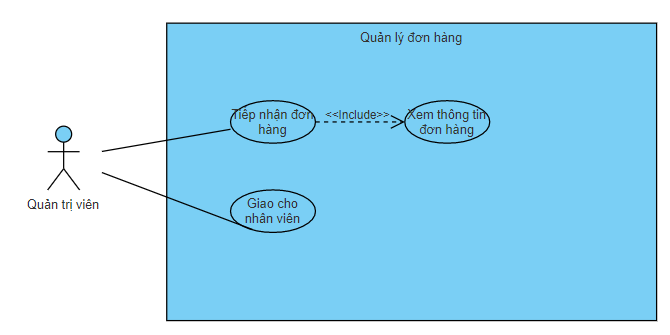 Quản lý đơn hàng
Tiếp nhận đơn
hàng
<<Include>>
Xem thông tin
đơn hàng
Quản trị viên
Giao cho
nhân viên